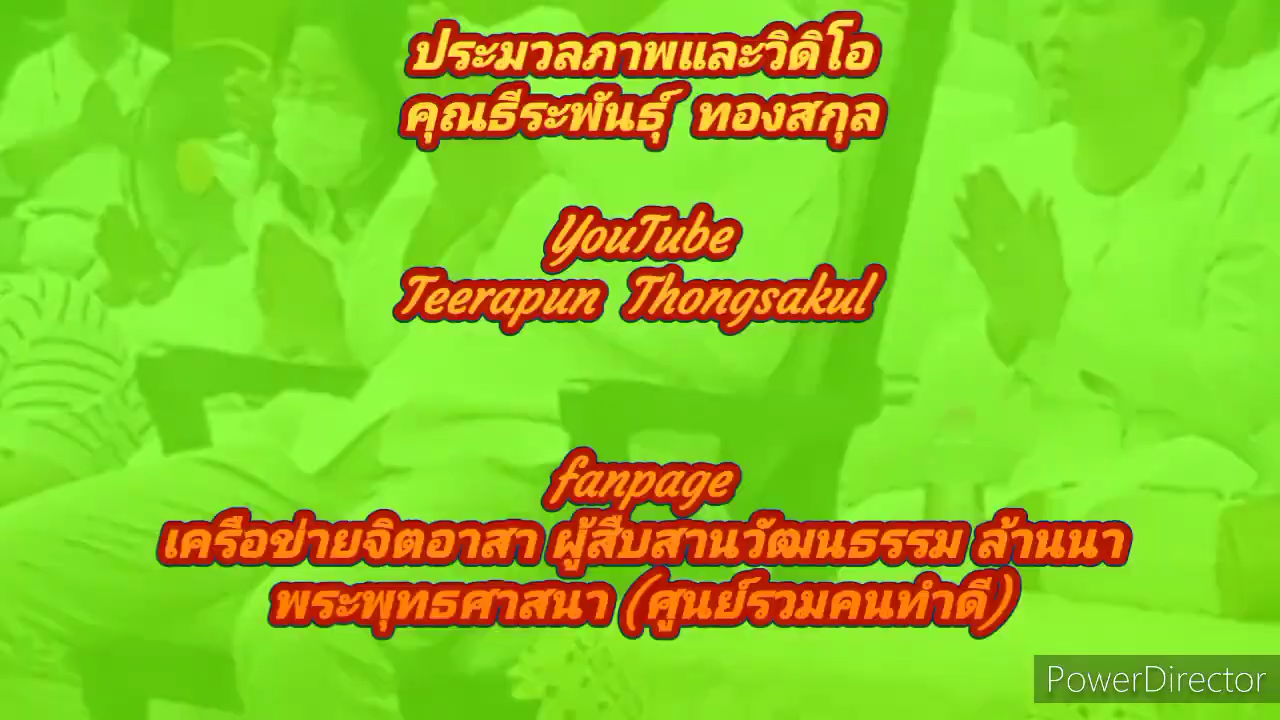 ประมวลภาพและวิดิโอ
คุณธีระพันธุ์ ทองสกุล
YouTube
Teerapun Thongsakul
fanpage
เครือข่ายจิตอาสา ผู้สืบสานวัฒนธรรม ล้านนา
พระพุทธศาสนา (ศูนย์รวมคนทำดี)
PowerDirector